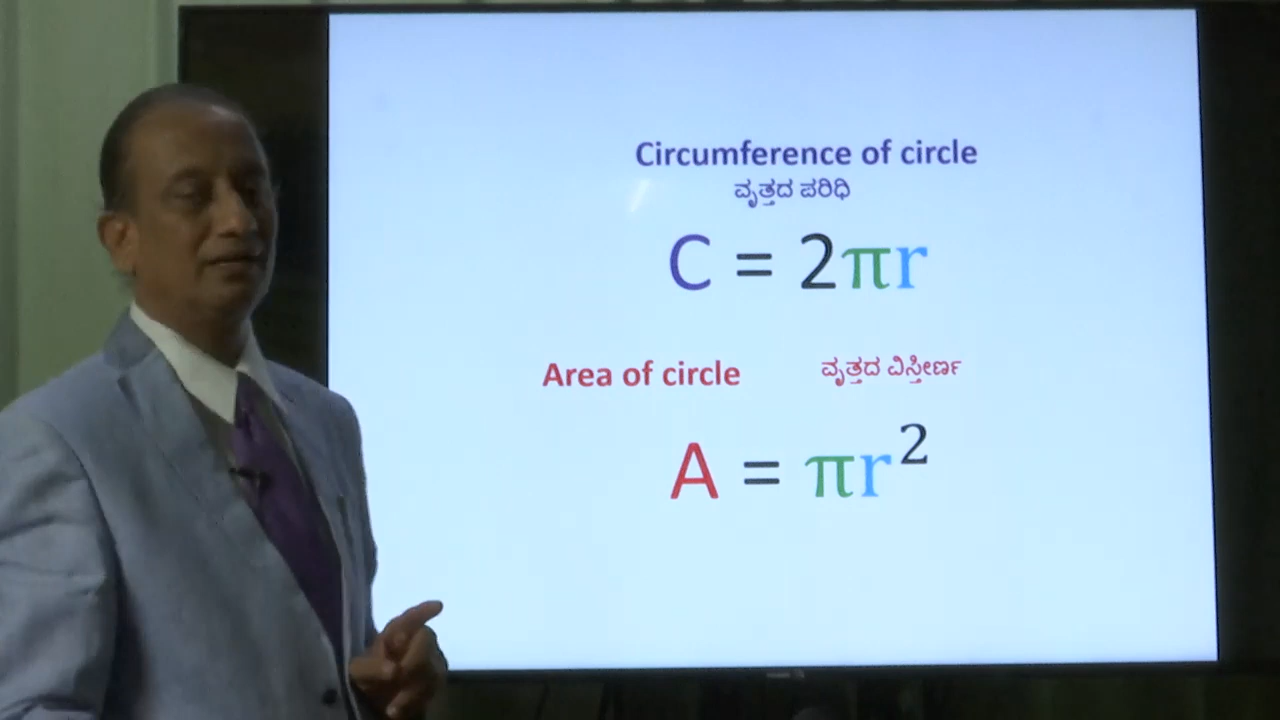 Circumference of circle
ವೃತ್ತದ ಪರಿಧಿ
C = 2πr
Area of circle ವೃತ್ತದ ವಿಸ್ತೀರ್ಣ
A = πr²